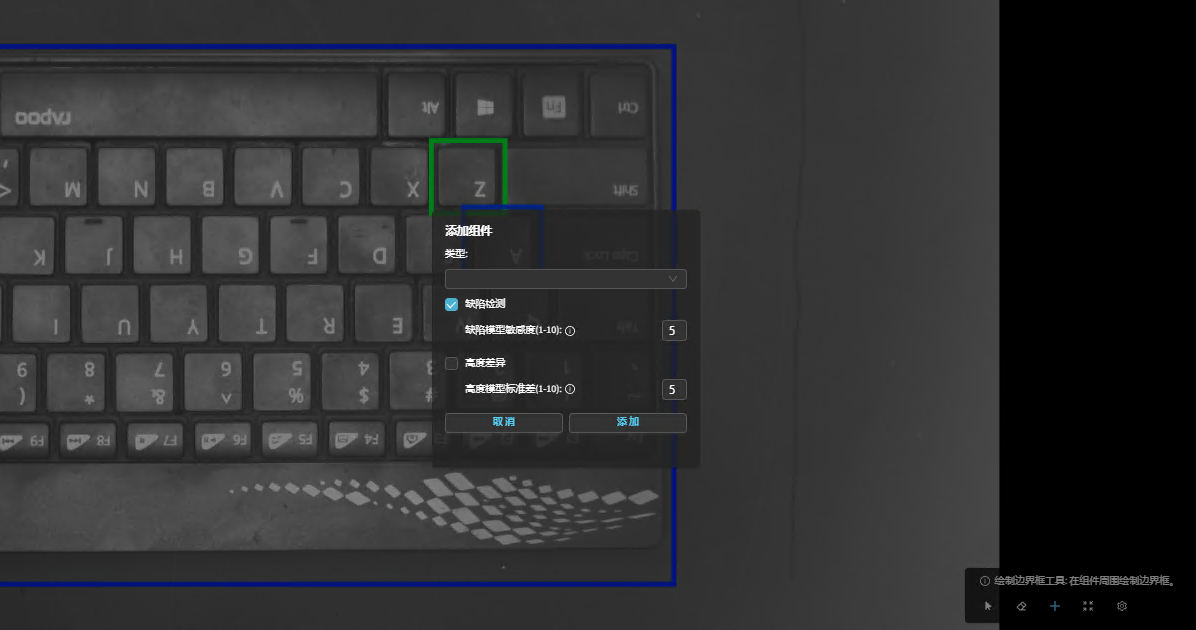 rapoo
Alt
Fn
Ctrl
<
M
N
B
V
C
X
Z
Shift
K
J
H
G
F
D
A
Caps Lock
I
U
Y
T
R
E
W
Tab
9
(
8
*
7
&
6
^
5
%
4
$
3
#
1
F9
F8
F7
F6
F5
F4
F3
添加组件
类型:
缺陷检测
缺陷模型敏感度(1-10):
5
高度差异
高度模型标准差(1-10):
5
取消
添加
绘制边界框工具: 在组件周围绘制边界框。